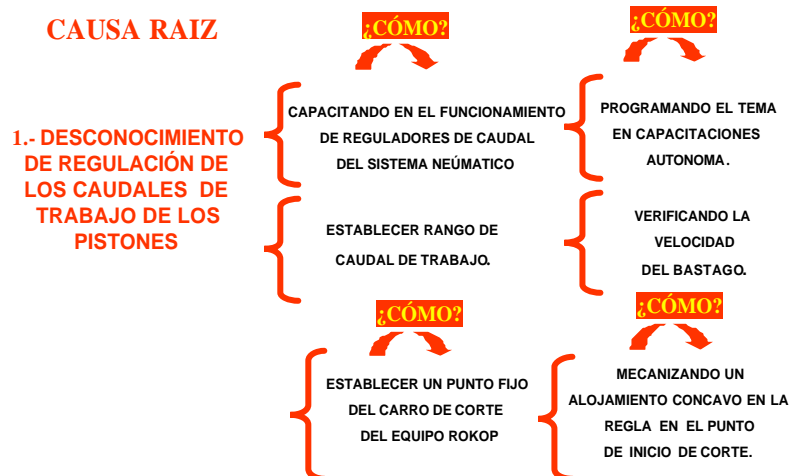 CAUSA RAIZ
¿CÓMO?
¿CÓMO?
1.- DESCONOCIMIENTO
DE REGULACIÓN DE
LOS CAUDALES DE
TRABAJO DE LOS
PISTONES
CAPACITANDO EN EL FUNCIONAMIENTO
DE REGULADORES DE CAUDAL
DEL SISTEMA NEÚMATICO
PROGRAMANDO EL TEMA
EN CAPACITACIONES
AUTONOMA.
ESTABLECER RANGO DE
CAUDAL DE TRABAJO.
VERIFICANDO LA
VELOCIDAD
DEL BASTAGO.
¿CÓMO?
¿CÓMO?
ESTABLECER UN PUNTO FIJO
DEL CARRO DE CORTE
DEL EQUIPO ROKOP
MECANIZANDO UN
ALOJAMIENTO CONCAVO EN LA
REGLA EN EL PUNTO
DE INICIO DE CORTE.